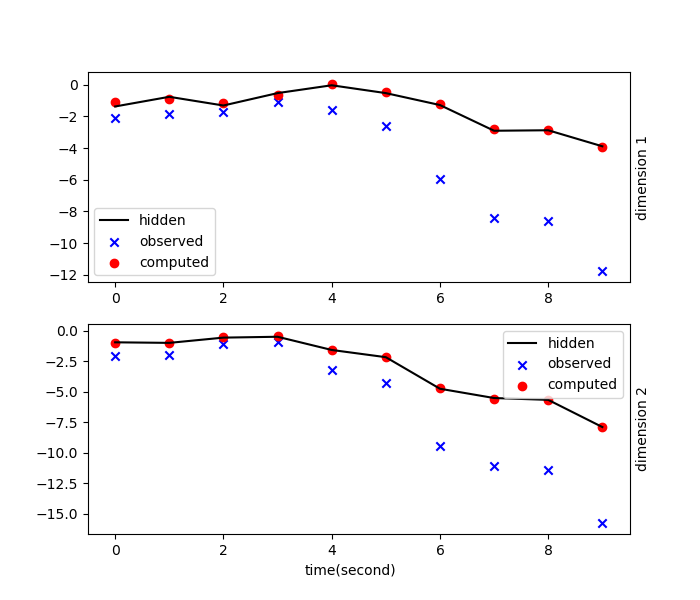 0
−2
−4
−6
−8
−10
−12
dimension 1
hidden
observed
computed
0 2 4 6 8
0.0
−2.5
−5.0
−7.5
−10.0
−12.5
−15.0
dimension 2
hidden
observed
computed
0 2 4 6 8
time(second)